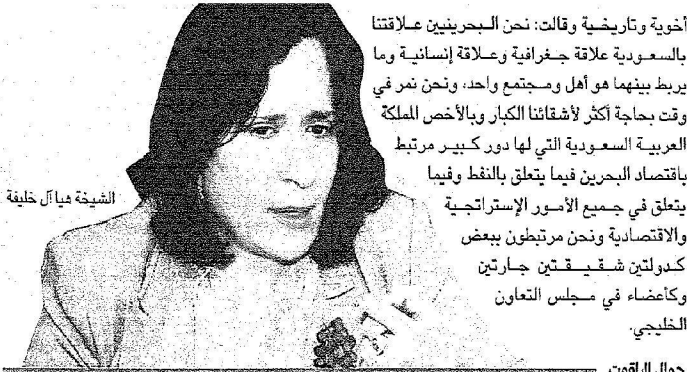 أخوية وتاريخية وقالت: نحن البحرينيين علاقتنا
بالسعودية علاقة جغرافية وعلاقة إنسانية وما
يربط بينهما هو أهل ومجتمع واحد، ونحن نمر في
وقت بحاجة أكثر لأشقائنا الكبار وبالأخص الملكة
العربية السعودية التي لها دور كبير مرتبط
باقتصاد البحرين فيما يتعلق بالنفط وفيما
يتعلق في جميع الأمور الإستراتجية
والاقتصادية ونحن مرتبطون ببعض
كدولتين شقيقتين جارتين
وكأعضاء في مجلس التعاون
الخليجي.
الشيخة هيا آل خليفة